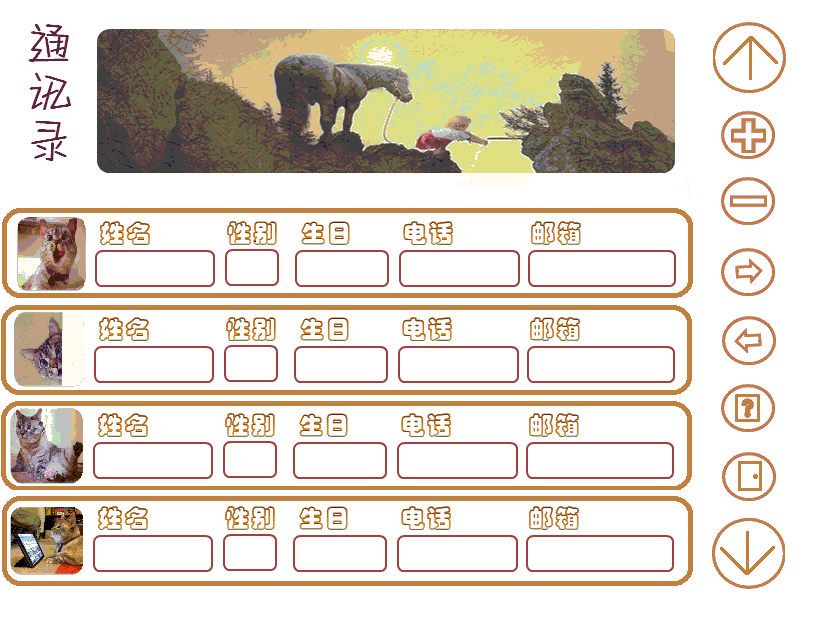 通讯录
姓名 性别 生日 电话 邮箱
姓名 性别 生日 电话 邮箱
姓名 性别 生日 电话 邮箱
姓名 性别 生日 电话 邮箱
?